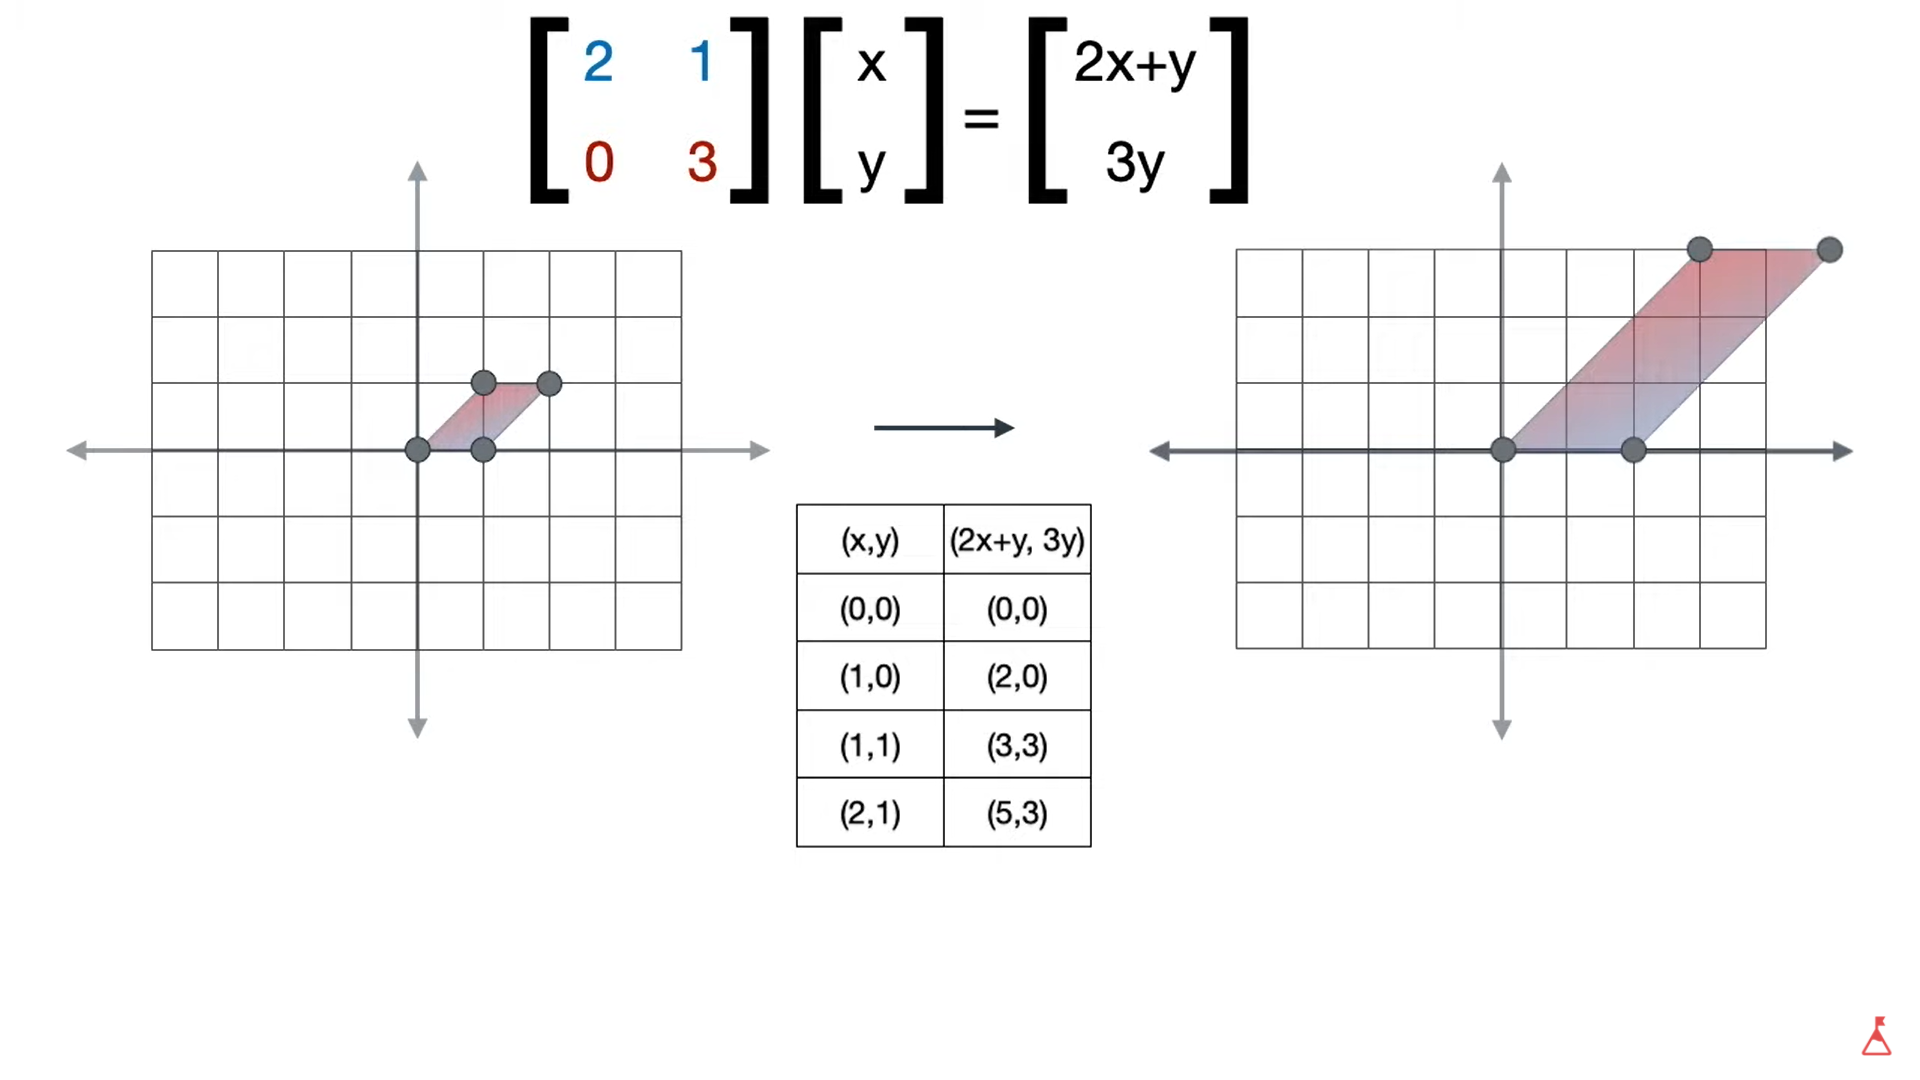 [2 1] [x] = [2x+y]
[0 3] [y] [3y]
(x,y) (2x+y, 3y)
(0,0) (0,0)
(1,0) (2,0)
(1,1) (3,3)
(2,1) (5,3)